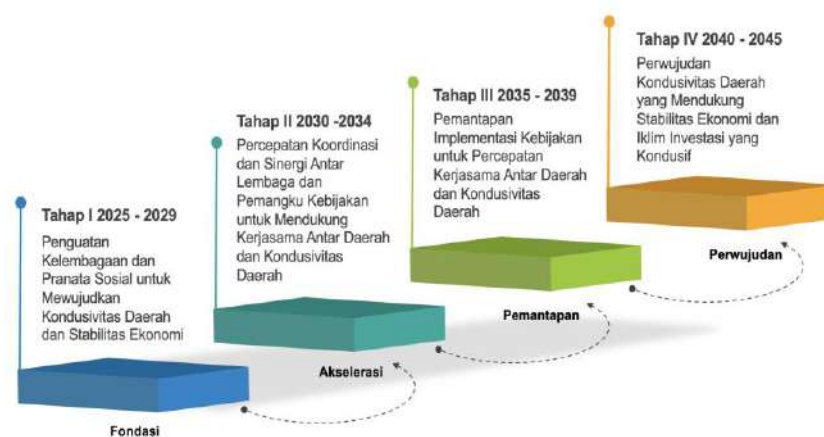 Tahap I 2025 - 2029
Penguatan
Kelembagaan dan
Pranata Sosial untuk
Mewujudkan
Kondusivitas Daerah
dan Stabilitas Ekonomi
Fondasi
Tahap II 2030 -2034
Percepatan Koordinasi
dan Sinergi Antar
Lembaga dan
Pemangku Kebijakan
untuk Mendukung
Kerjasama Antar Daerah
dan Kondusivitas
Daerah
Akselerasi
Tahap III 2035 - 2039
Pemantapan
Implementasi Kebijakan
untuk Percepatan
Kerjasama Antar Daerah
dan Kondusivitas
Daerah
Pemantapan
Tahap IV 2040 - 2045
Perwujudan
Kondusivitas Daerah
yang Mendukung
Stabilitas Ekonomi dan
Iklim Investasi yang
Kondusif
Perwujudan